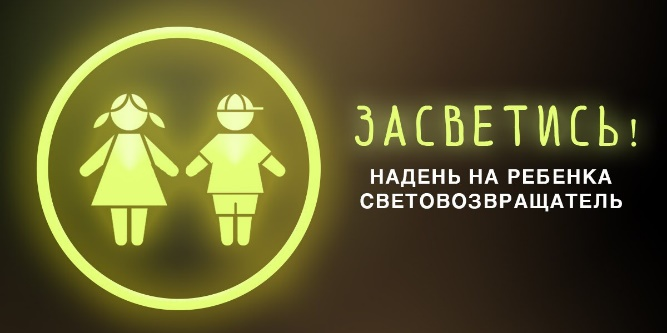 ЗАСВЕТИСЬ!
НАДЕНЬ НА РЕБЕНКА
СВЕТОВОЗВРАЩАТЕЛЬ